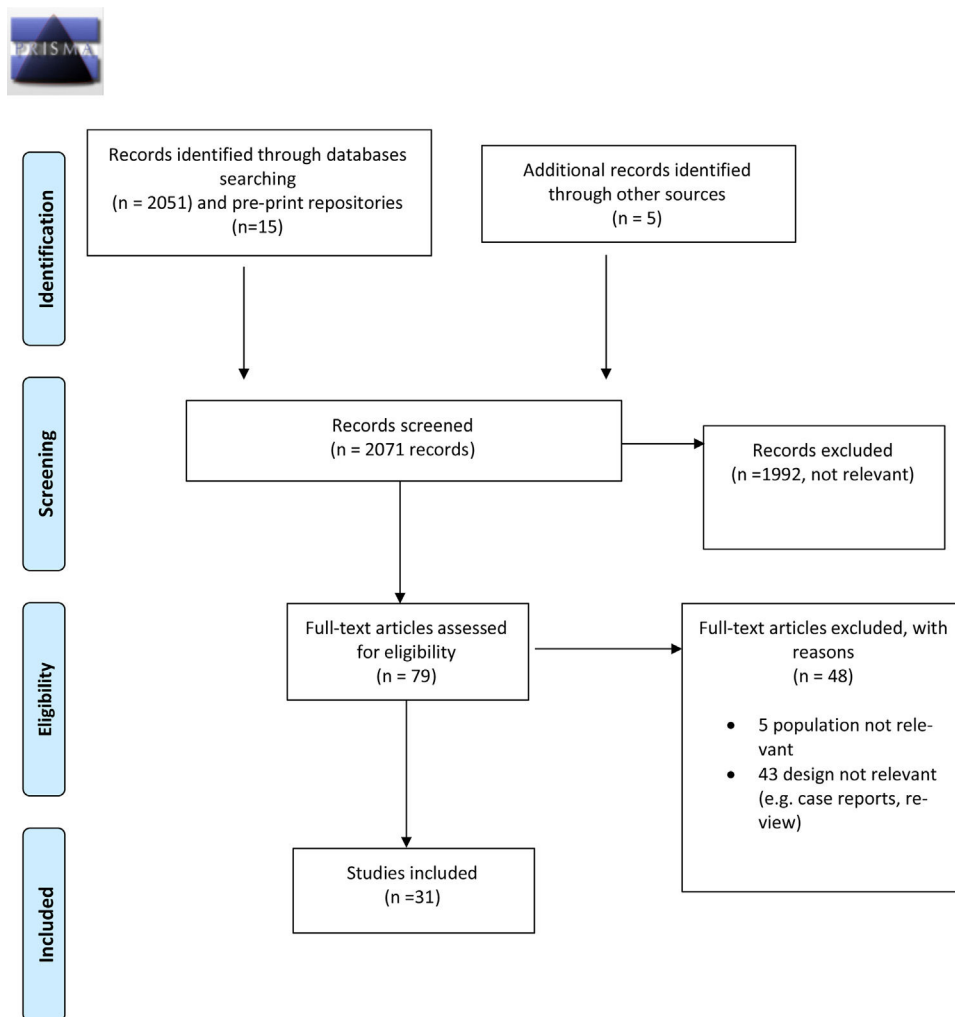 PRISMA
Identification
Records identified through databases
searching
(n = 2051) and pre-print repositories
(n=15)
Additional records identified
through other sources
(n = 5)
Screening
Records screened
(n = 2071 records)
Records excluded
(n =1992, not relevant)
Eligibility
Full-text articles assessed
for eligibility
(n = 79)
Full-text articles excluded, with
reasons
(n = 48)
• 5 population not rele-
vant
• 43 design not relevant
(e.g. case reports, re-
view)
Included
Studies included
(n =31)